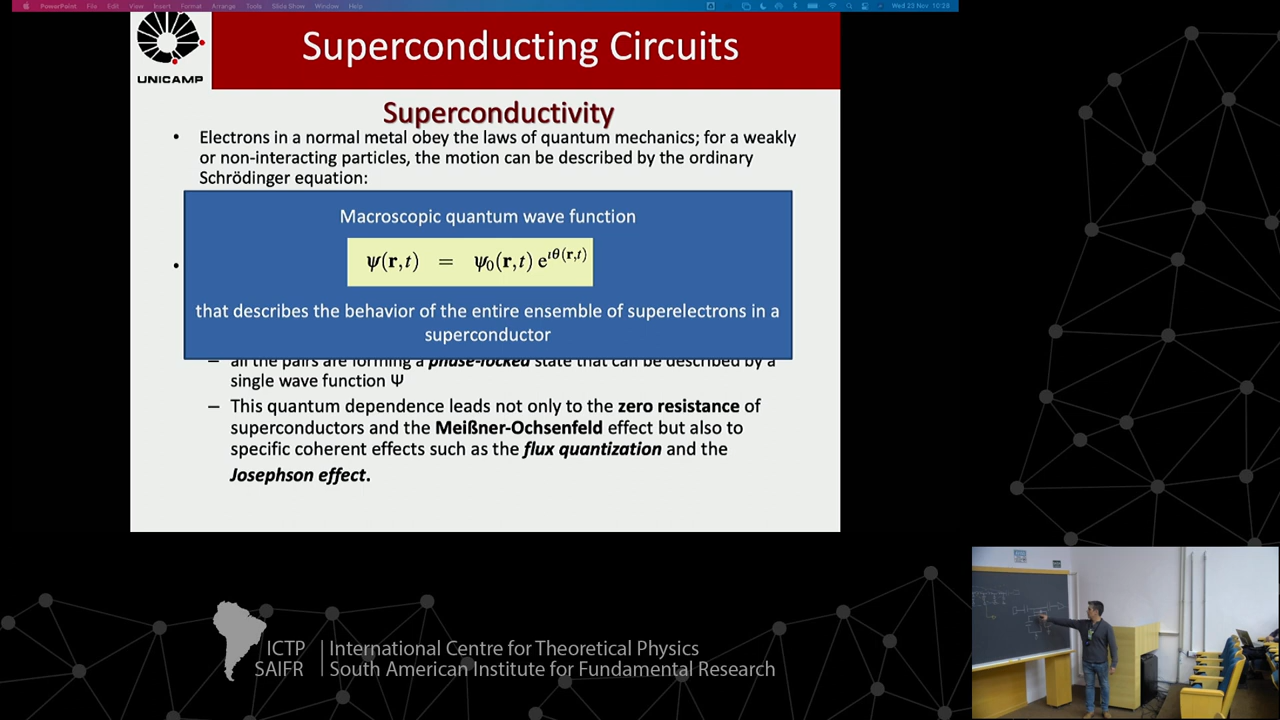 PowerPoint File Edit View Insert Format Arrange Tools Slide Show Window Help
Wed 23 Nov 10:28
UNICAMP
Superconducting Circuits
Superconductivity
• Electrons in a normal metal obey the laws of quantum mechanics; for a weakly
or non-interacting particles, the motion can be described by the ordinary
Schrödinger equation:
Macroscopic quantum wave function
ψ(r,t) = ψ₀(r,t) e^{ıθ(r,t)}
•
that describes the behavior of the entire ensemble of superelectrons in a
superconductor
– all the pairs are forming a phase-locked state that can be described by a
single wave function Ψ
– This quantum dependence leads not only to the zero resistance of
superconductors and the Meißner-Ochsenfeld effect but also to
specific coherent effects such as the flux quantization and the
Josephson effect.
ICTP
SAIFR
International Centre for Theoretical Physics
South American Institute for Fundamental Research